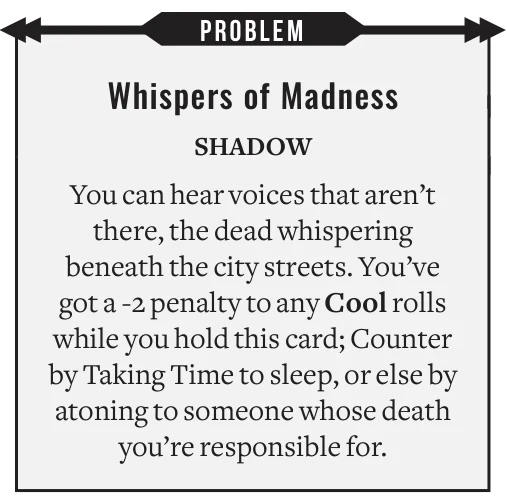 PROBLEM
Whispers of Madness
SHADOW
You can hear voices that aren’t
there, the dead whispering
beneath the city streets. You’ve
got a -2 penalty to any Cool rolls
while you hold this card; Counter
by Taking Time to sleep, or else by
atoning to someone whose death
you’re responsible for.